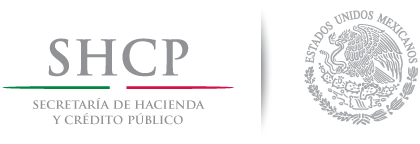 SHCP
SECRETARÍA DE HACIENDA
Y CRÉDITO PÚBLICO
ESTADOS UNIDOS MEXICANOS